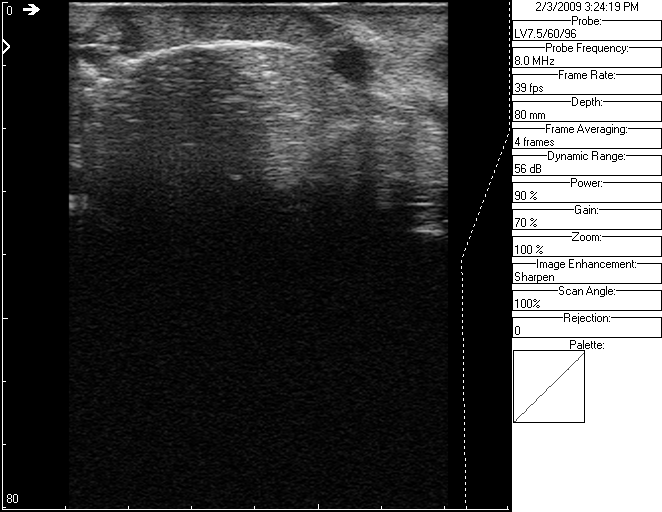 0
80
2/3/2009 3:24:19 PM
Probe:
LV7.5/60/96
Probe Frequency:
8.0 MHz
Frame Rate:
39 fps
Depth:
80 mm
Frame Averaging:
4 frames
Dynamic Range:
56 dB
Power:
90 %
Gain:
70 %
Zoom:
100 %
Image Enhancement:
Sharpen
Scan Angle:
100%
Rejection:
0
Palette: